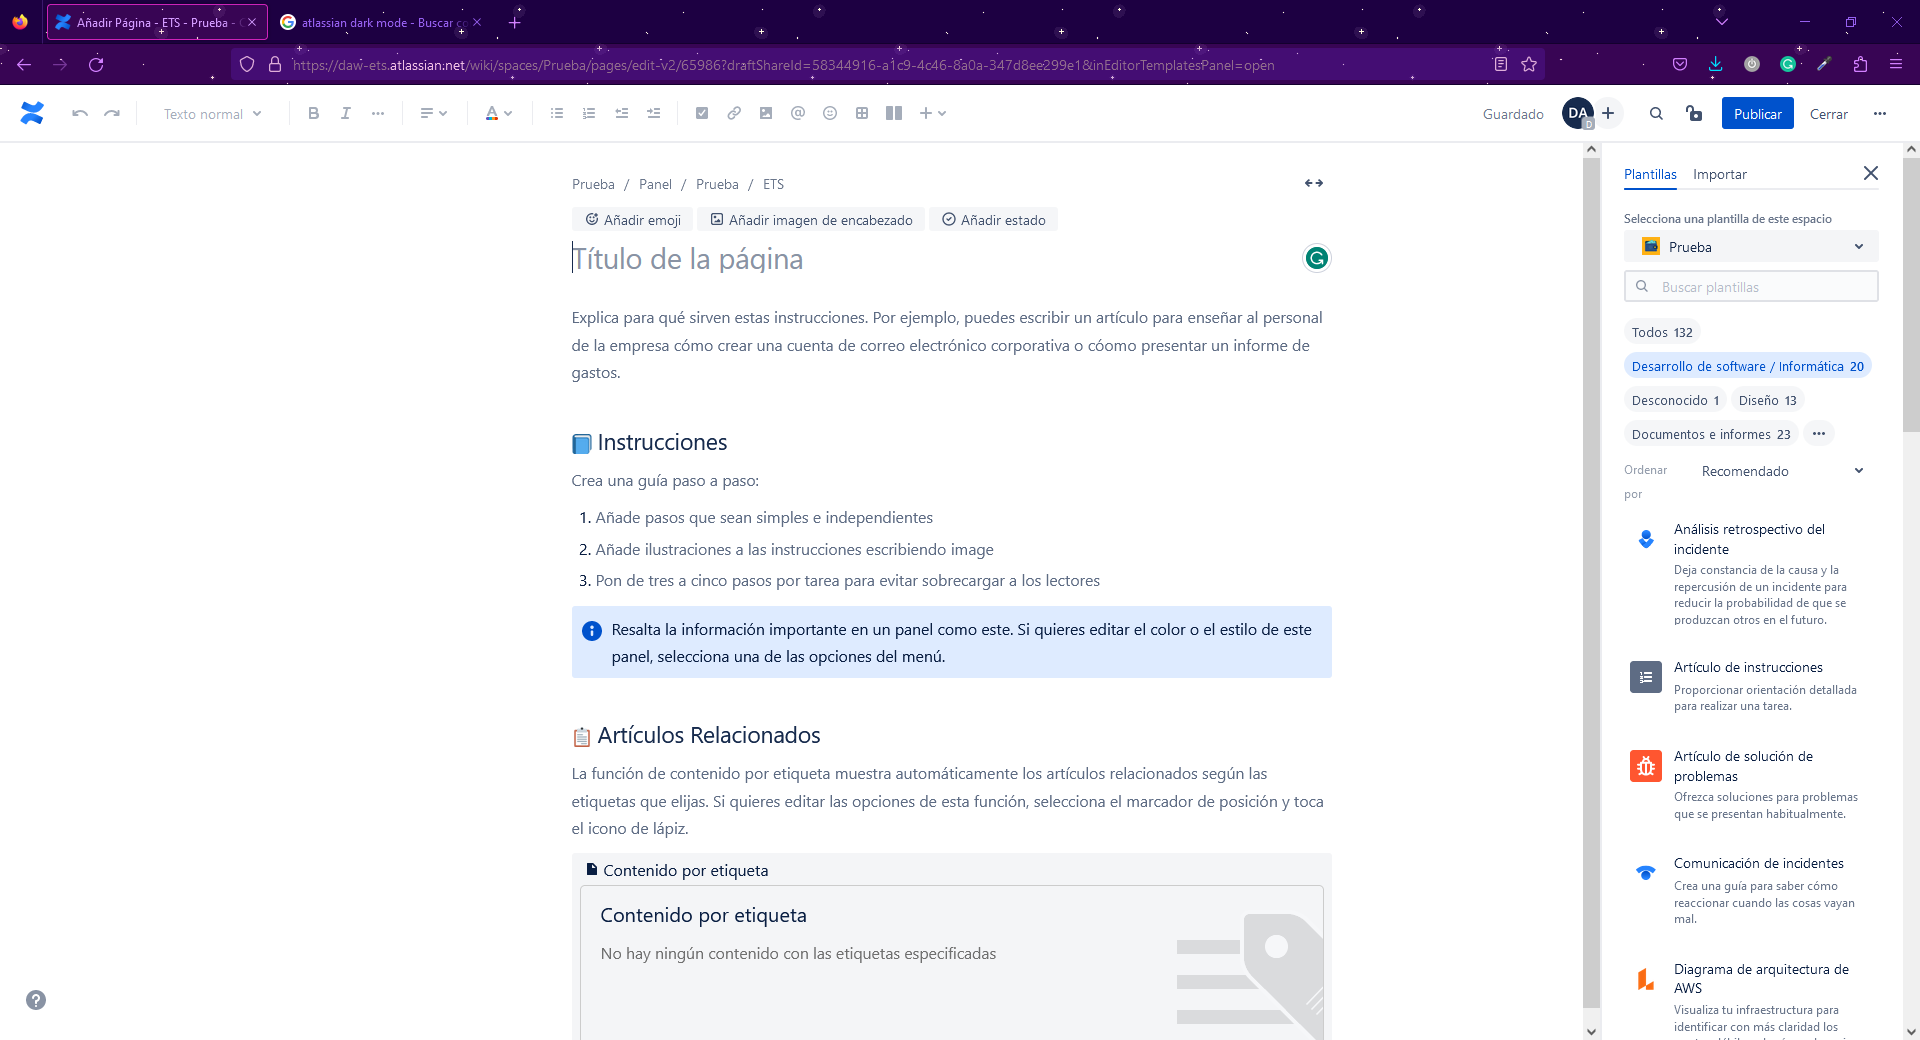 Añadir Página - ETS - Prueba -
atlassian dark mode - Buscar co
https://daw-ets.atlassian.net/wiki/spaces/Prueba/pages/edit-v2/65986?draftShareId=58344916-a1c9-4c46-8a0a-347d8ee299e1&inEditorTemplatesPanel=open
Texto normal
B I
A
Guardado
DA
D
Publicar
Cerrar
Prueba / Panel / Prueba / ETS
Añadir emoji
Añadir imagen de encabezado
Añadir estado
Título de la página
Explica para qué sirven estas instrucciones. Por ejemplo, puedes escribir un artículo para enseñar al personal
de la empresa cómo crear una cuenta de correo electrónico corporativa o cóomo presentar un informe de
gastos.
Instrucciones
Crea una guía paso a paso:
1. Añade pasos que sean simples e independientes
2. Añade ilustraciones a las instrucciones escribiendo image
3. Pon de tres a cinco pasos por tarea para evitar sobrecargar a los lectores
Resalta la información importante en un panel como este. Si quieres editar el color o el estilo de este
panel, selecciona una de las opciones del menú.
Artículos Relacionados
La función de contenido por etiqueta muestra automáticamente los artículos relacionados según las
etiquetas que elijas. Si quieres editar las opciones de esta función, selecciona el marcador de posición y toca
el icono de lápiz.
Contenido por etiqueta
Contenido por etiqueta
No hay ningún contenido con las etiquetas especificadas
Plantillas
Importar
Selecciona una plantilla de este espacio
Prueba
Buscar plantillas
Todos 132
Desarrollo de software / Informática 20
Desconocido 1
Diseño 13
Documentos e informes 23
Ordenar
por
Recomendado
Análisis retrospectivo del
incidente
Deja constancia de la causa y la
repercusión de un incidente para
reducir la probabilidad de que se
produzcan otros en el futuro.
Artículo de instrucciones
Proporcionar orientación detallada
para realizar una tarea.
Artículo de solución de
problemas
Ofrezca soluciones para problemas
que se presentan habitualmente.
Comunicación de incidentes
Crea una guía para saber cómo
reaccionar cuando las cosas vayan
mal.
Diagrama de arquitectura de
AWS
Visualiza tu infraestructura para
identificar con más claridad los